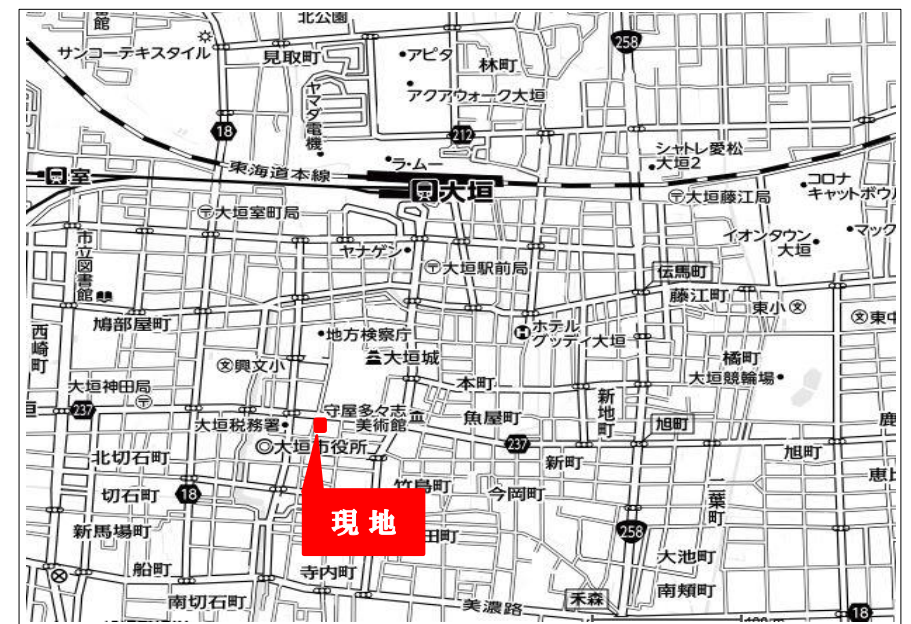 北公園
館
サンコーテキスタイル
見取町
アピタ
林町
258
アクアウォーク大垣
ヤマダ電機
18
212
シャトレ愛松
大垣2
ラ・ムー
東海道本線
室
大垣
コロナ
キャットボウル
大垣藤江局
大垣室町局
イオンタウン
大垣
マック
市立図書館
ヤナゲン
大垣駅前局
伝馬町
藤江町
東小
東中
鳩部屋町
地方検察庁
ホテル
グッディ大垣
西崎町
興文小
大垣城
橘町
大垣競輪場
大垣神田局
本町
新地町
237
守屋多々志
美術館
魚屋町
大垣税務署
旭町
大垣市役所
237
旭町
北切石町
新町
竹島町
今岡町
二葉町
切石町
18
現地
田町
新馬場町
258
大池町
船町
寺内町
南頬町
南切石町
美濃路
禾森
18